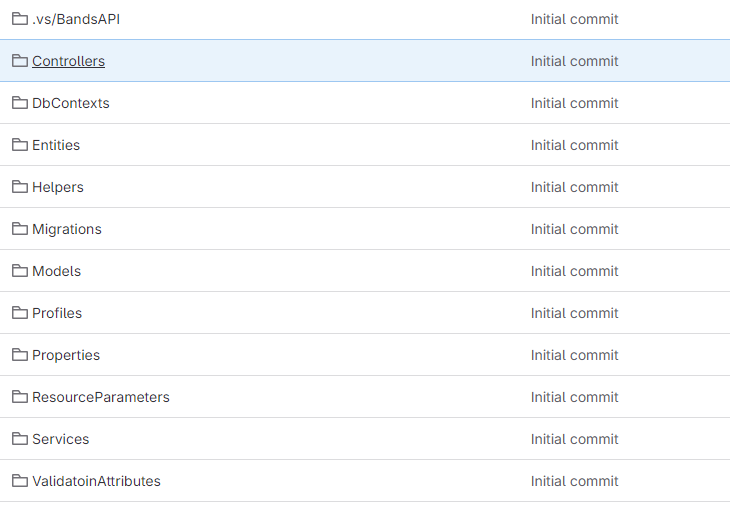 .vs/BandsAPI Initial commit
Controllers Initial commit
DbContexts Initial commit
Entities Initial commit
Helpers Initial commit
Migrations Initial commit
Models Initial commit
Profiles Initial commit
Properties Initial commit
ResourceParameters Initial commit
Services Initial commit
ValidatoinAttributes Initial commit